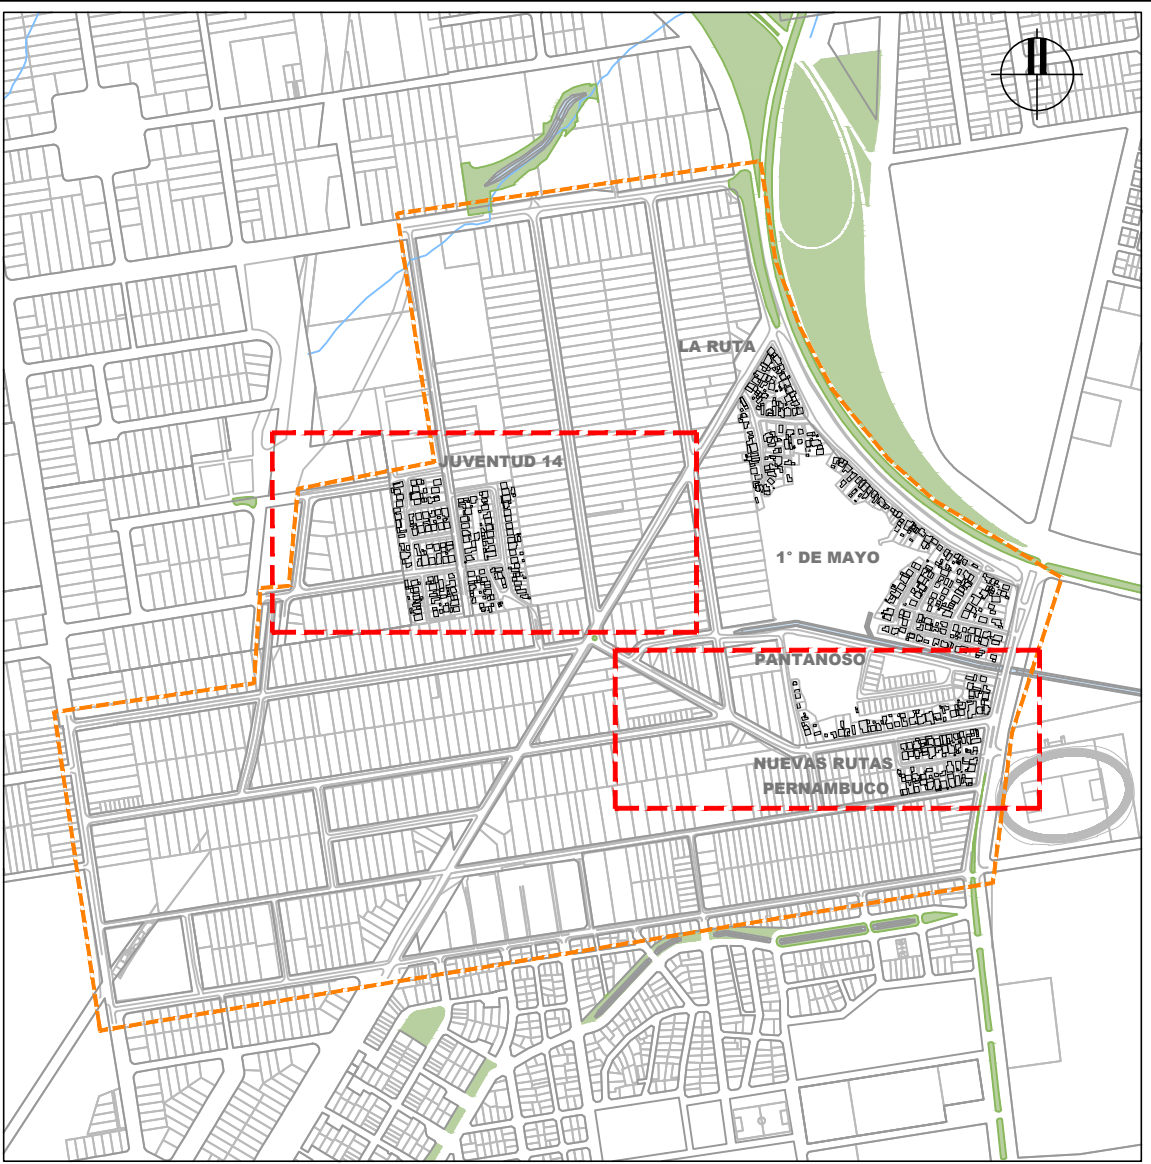 LA RUTA
JUVENTUD 14
1° DE MAYO
PANTANOSO
NUEVAS RUTAS
PERNAMBUCO